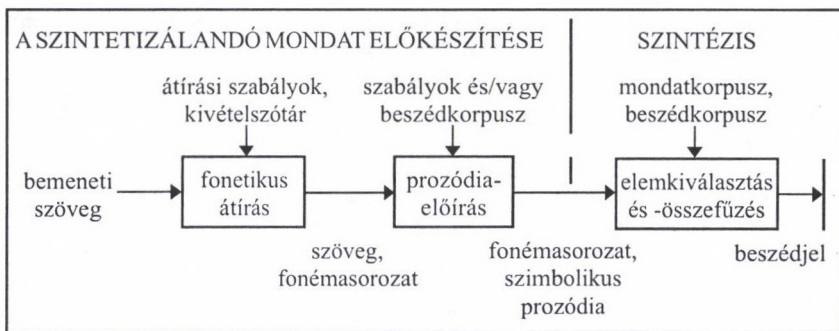 A SZINTETIZÁLANDÓ MONDAT ELŐKÉSZÍTÉSE
SZINTÉZIS
átírási szabályok,
kivételszótár
szabályok és/vagy
beszédkorpusz
mondatkorpusz,
beszédkorpusz
bemeneti
szöveg
fonetikus
átírás
prozódia-
előírás
elemkiválasztás
és -összefűzés
szöveg,
fonémasorozat
fonémasorozat,
szimbolikus
prozódia
beszédjel